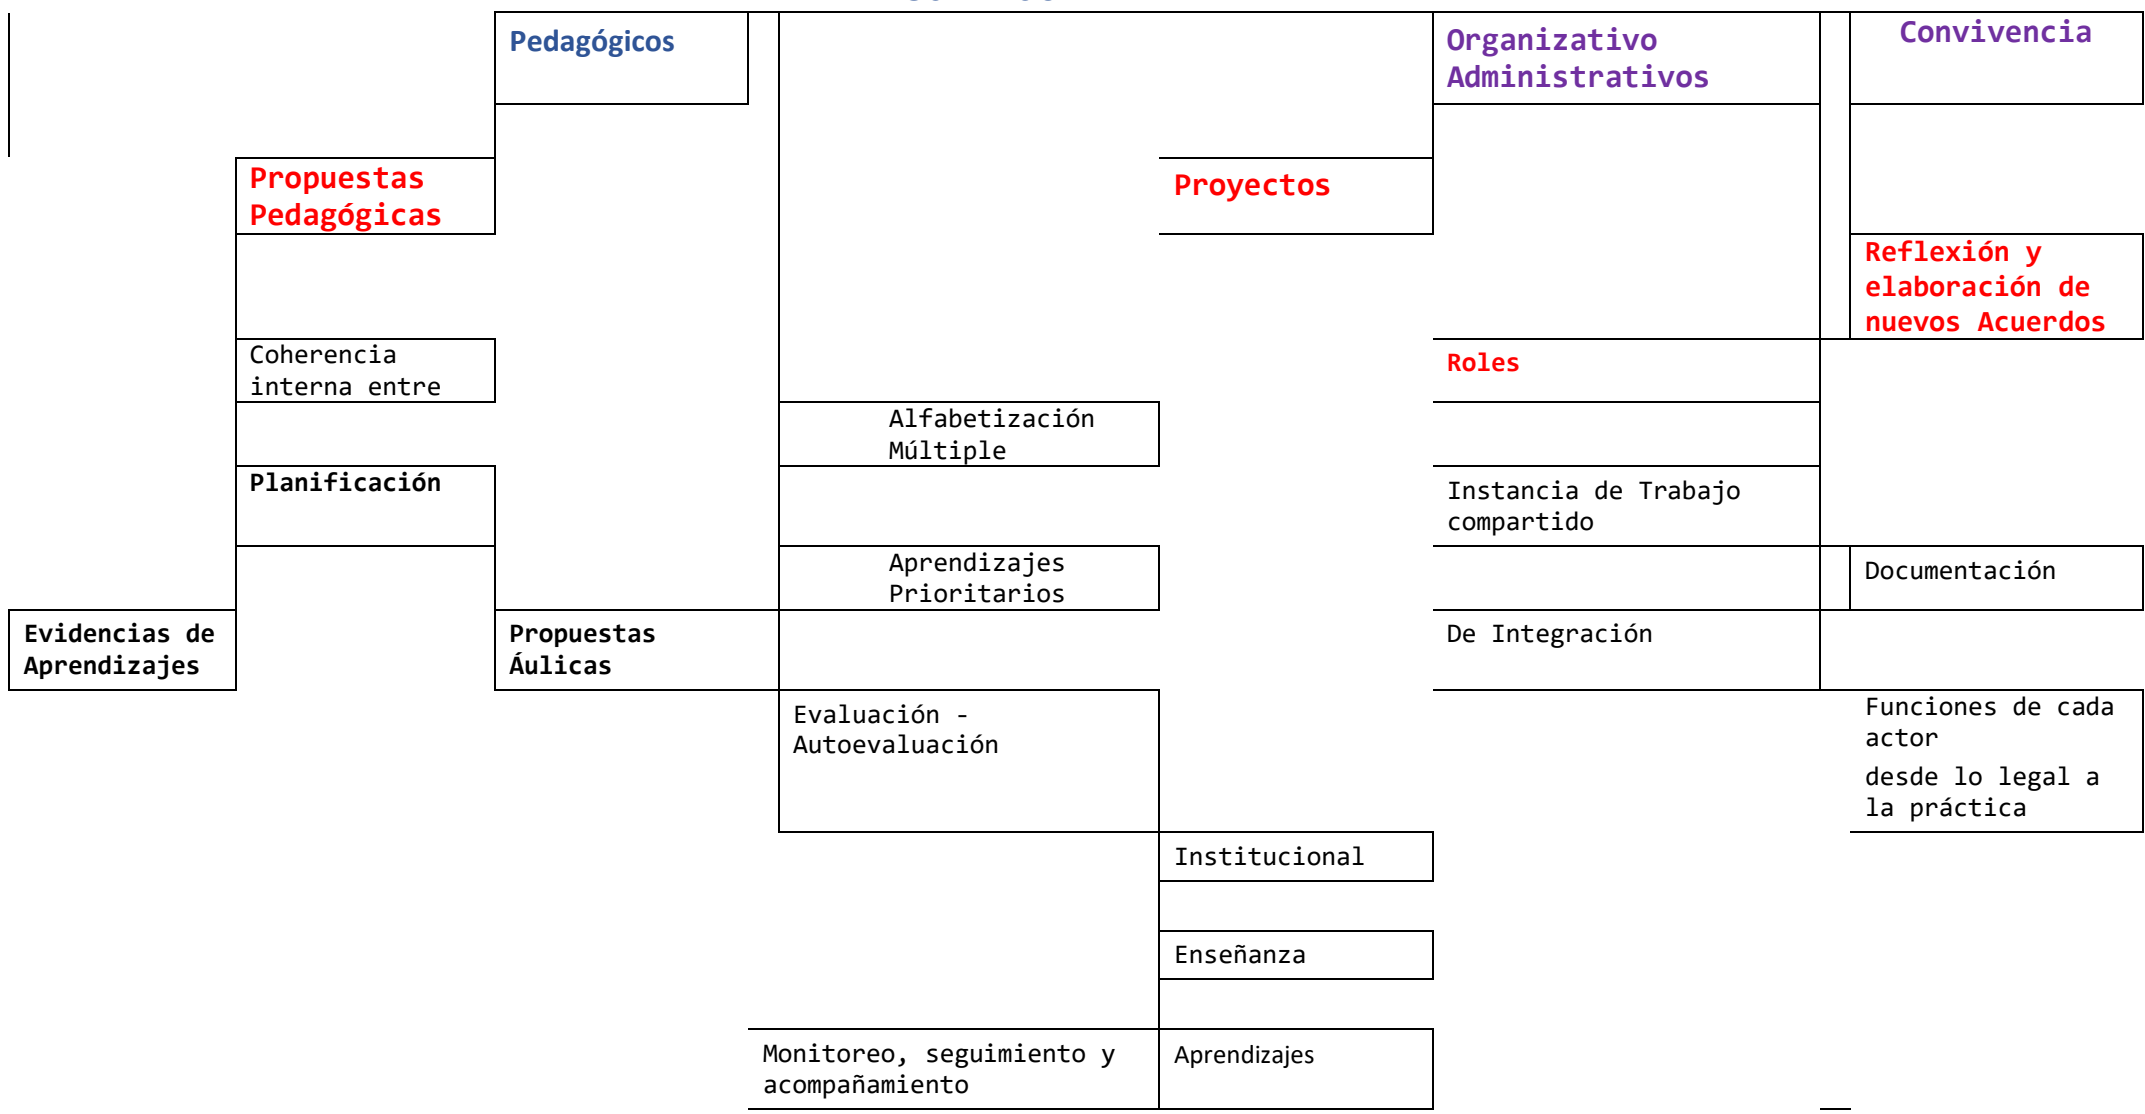 Pedagógicos
Organizativo
Administrativos
Convivencia
Propuestas
Pedagógicas
Proyectos
Reflexión y
elaboración de
nuevos Acuerdos
Coherencia
interna entre
Roles
Alfabetización
Múltiple
Planificación
Instancia de Trabajo
compartido
Aprendizajes
Prioritarios
Documentación
Evidencias de
Aprendizajes
Propuestas
Áulicas
De Integración
Evaluación -
Autoevaluación
Funciones de cada
actor
desde lo legal a
la práctica
Institucional
Enseñanza
Monitoreo, seguimiento y
acompañamiento
Aprendizajes